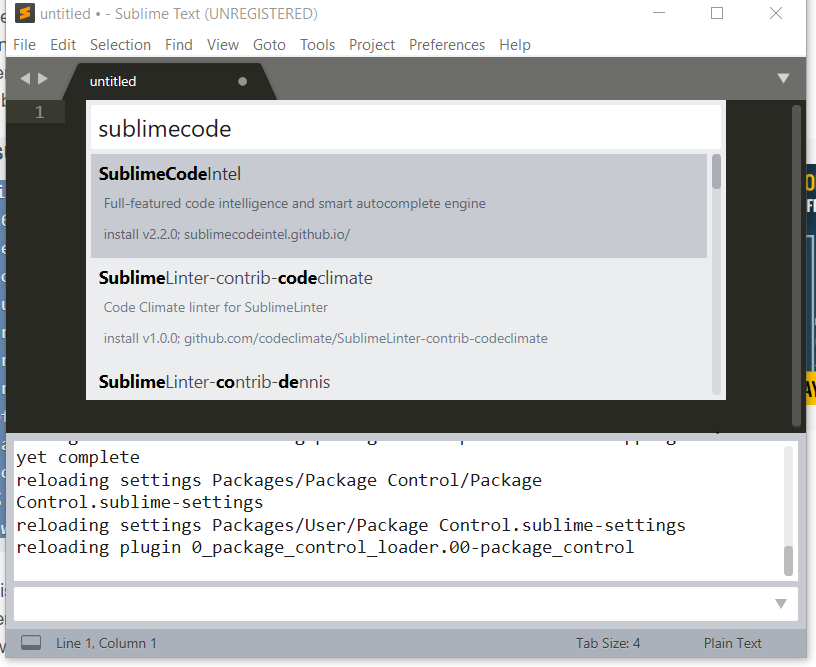 untitled • - Sublime Text (UNREGISTERED)
File Edit Selection Find View Goto Tools Project Preferences Help
untitled
1
sublimecode
SublimeCodeIntel
Full-featured code intelligence and smart autocomplete engine
install v2.2.0; sublimecodeintel.github.io/
SublimeLinter-contrib-codeclimate
Code Climate linter for SublimeLinter
install v1.0.0; github.com/codeclimate/SublimeLinter-contrib-codeclimate
SublimeLinter-contrib-dennis
yet complete
reloading settings Packages/Package Control/Package
Control.sublime-settings
reloading settings Packages/User/Package Control.sublime-settings
reloading plugin 0_package_control_loader.00-package_control
Line 1, Column 1 Tab Size: 4 Plain Text